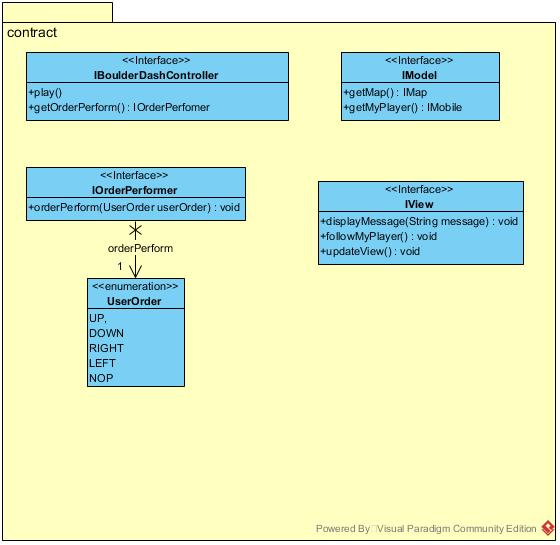 contract
<<Interface>>
IBoulderDashController
+play()
+getOrderPerform() : IOrderPerfomer
<<Interface>>
IModel
+getMap() : IMap
+getMyPlayer() : IMobile
<<Interface>>
IOrderPerformer
+orderPerform(UserOrder userOrder) : void
<<Interface>>
IView
+displayMessage(String message) : void
+followMyPlayer() : void
+updateView() : void
orderPerform
1
<<enumeration>>
UserOrder
UP,
DOWN
RIGHT
LEFT
NOP
Powered By Visual Paradigm Community Edition